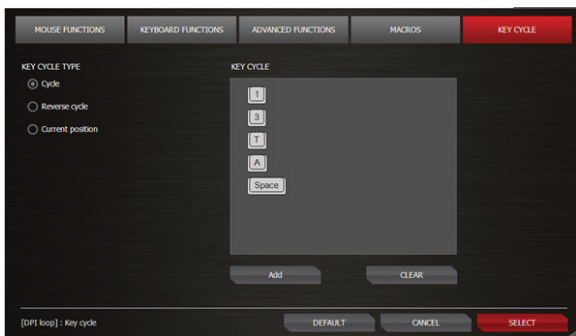 MOUSE FUNCTIONS
KEYBOARD FUNCTIONS
ADVANCED FUNCTIONS
MACROS
KEY CYCLE
KEY CYCLE TYPE
Cycle
Reverse cycle
Current position
KEY CYCLE
1
3
T
A
Space
Add
CLEAR
[DPI loop] : Key cycle
DEFAULT
CANCEL
SELECT